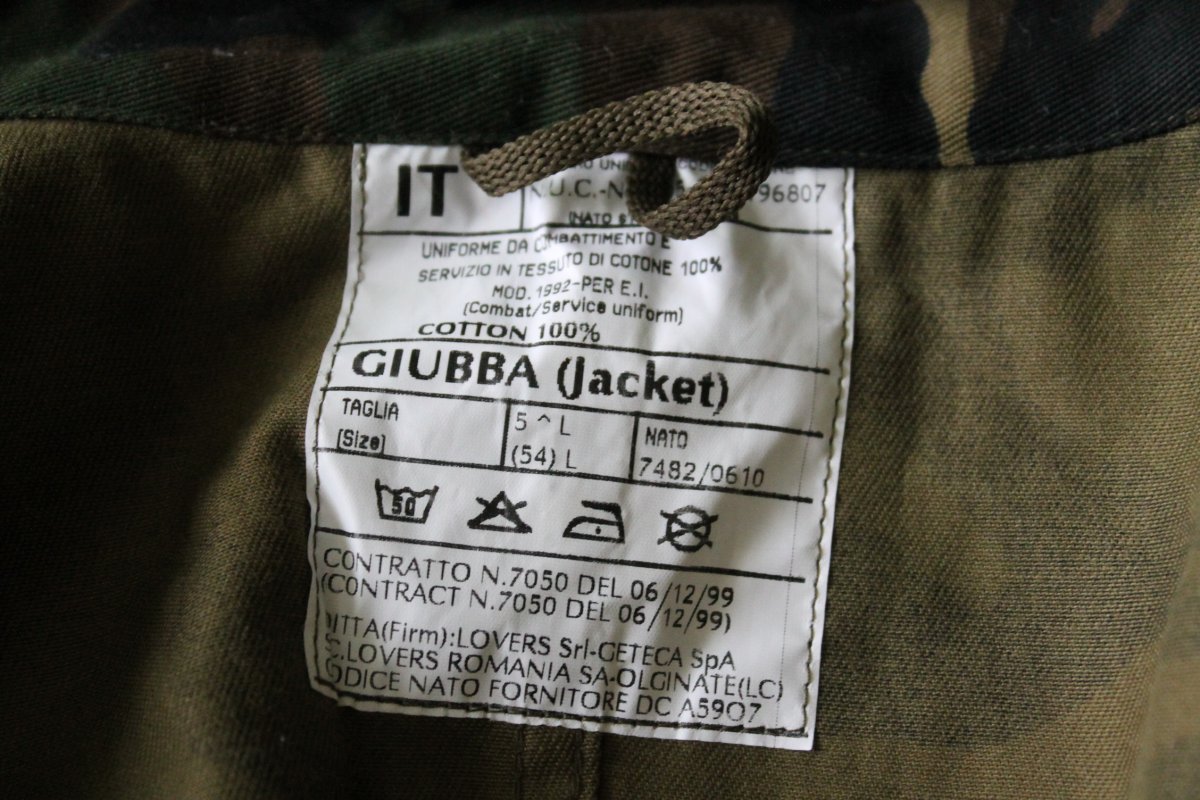 IT
N.U.C.-N 96807
(NATO
UNIFORME DA COMBATTIMENTO E
SERVIZIO IN TESSUTO DI COTONE 100%
MOD. 1992-PER E.I.
(Combat/Service uniform)
COTTON 100%
GIUBBA (Jacket)
TAGLIA
(Size)
5 ^ L
(54) L
NATO
7482/0610
50
CONTRATTO N.7050 DEL 06/12/99
(CONTRACT N.7050 DEL 06/12/99)
DITTA(Firm):LOVERS Srl-GETECA SpA
S.C.LOVERS ROMANIA SA-OLGINATE(LC)
CODICE NATO FORNITORE DC A5907